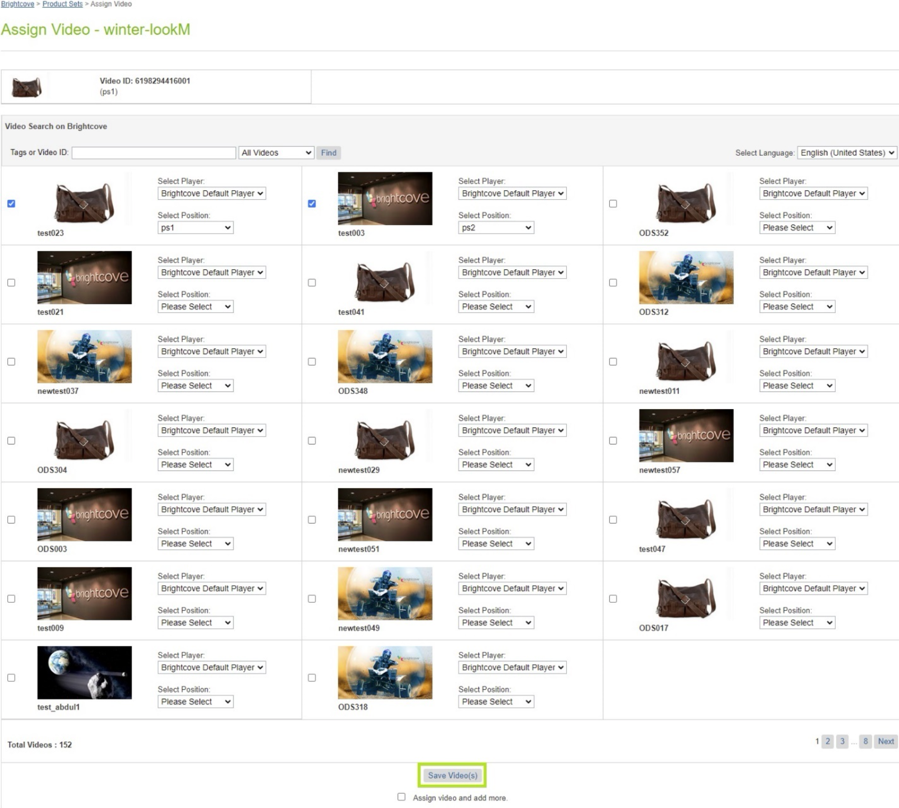 Brightcove > Product Sets > Assign Video
Assign Video - winter-lookM
Video ID: 6198294416001
(ps1)
Video Search on Brightcove
Tags or Video ID: All Videos Find Select Language: English (United States)
Select Player: Select Player: Select Player:
Brightcove Default Player Brightcove Default Player Brightcove Default Player
brightcove
Select Position: Select Position: Select Position:
ps1 ps2 Please Select
test023 test003 ODS352
Select Player: Select Player: Select Player:
Brightcove Default Player Brightcove Default Player Brightcove Default Player
brightcove
Select Position: Select Position: Select Position:
Please Select Please Select Please Select
test021 test041 ODS312
Select Player: Select Player: Select Player:
Brightcove Default Player Brightcove Default Player Brightcove Default Player
Select Position: Select Position: Select Position:
Please Select Please Select Please Select
newtest037 ODS348 newtest011
Select Player: Select Player: Select Player:
Brightcove Default Player Brightcove Default Player Brightcove Default Player
brightcove
Select Position: Select Position: Select Position:
Please Select Please Select Please Select
ODS304 newtest029 newtest057
Select Player: Select Player: Select Player:
Brightcove Default Player Brightcove Default Player Brightcove Default Player
brightcove brightcove
Select Position: Select Position: Select Position:
Please Select Please Select Please Select
ODS003 newtest051 test047
Select Player: Select Player: Select Player:
Brightcove Default Player Brightcove Default Player Brightcove Default Player
brightcove
Select Position: Select Position: Select Position:
Please Select Please Select Please Select
test009 newtest049 ODS017
Select Player: Select Player:
Brightcove Default Player Brightcove Default Player
Select Position: Select Position:
Please Select Please Select
test_abdul1 ODS318
Total Videos : 152 1 2 3 ... 8 Next
Save Video(s)
Assign video and add more